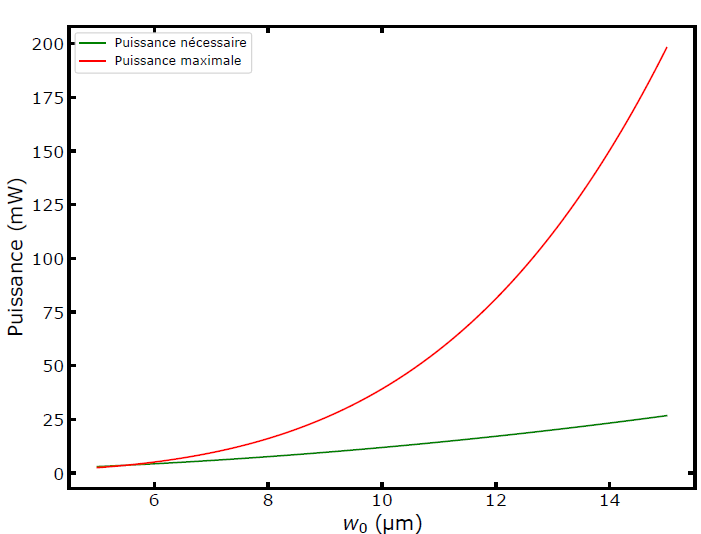 Puissance nécessaire
Puissance maximale
200
175
150
125
100
75
50
25
0
Puissance (mW)
6 8 10 12 14
w₀ (µm)